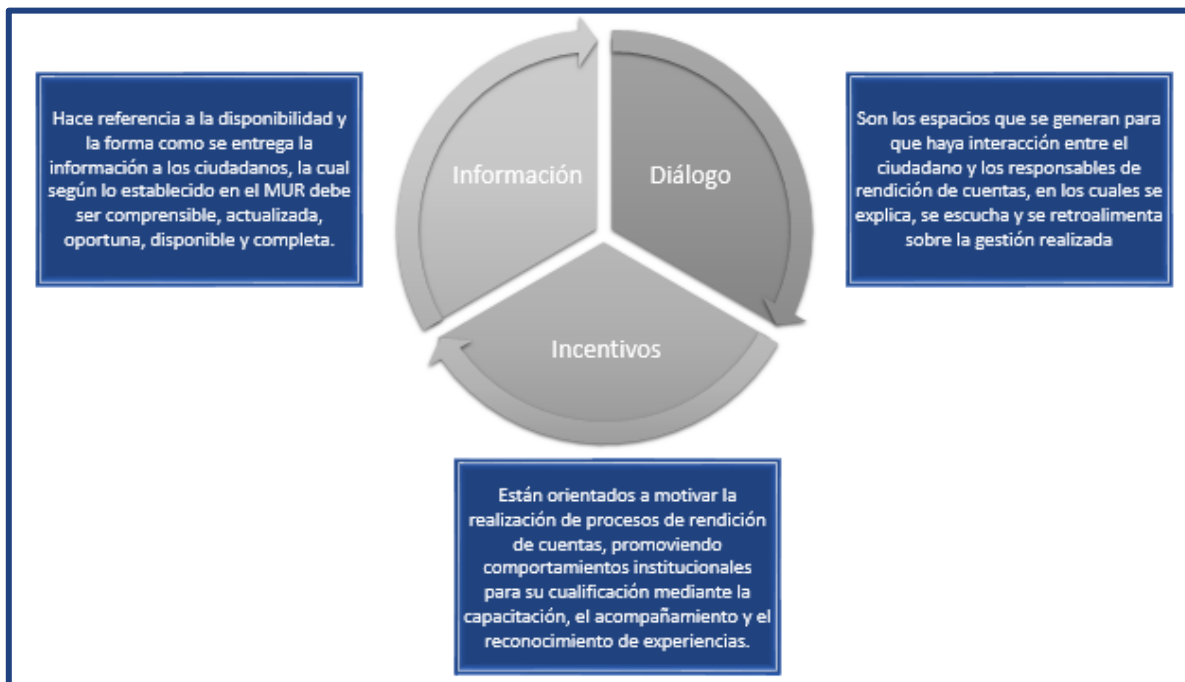 Hace referencia a la disponibilidad y
la forma como se entrega la
información a los ciudadanos, la cual
según lo establecido en el MUR debe
ser comprensible, actualizada,
oportuna, disponible y completa.
Información
Diálogo
Son los espacios que se generan para
que haya interacción entre el
ciudadano y los responsables de
rendición de cuentas, en los cuales se
explica, se escucha y se retroalimenta
sobre la gestión realizada
Incentivos
Están orientados a motivar la
realización de procesos de rendición
de cuentas, promoviendo
comportamientos institucionales
para su cualificación mediante la
capacitación, el acompañamiento y el
reconocimiento de experiencias.